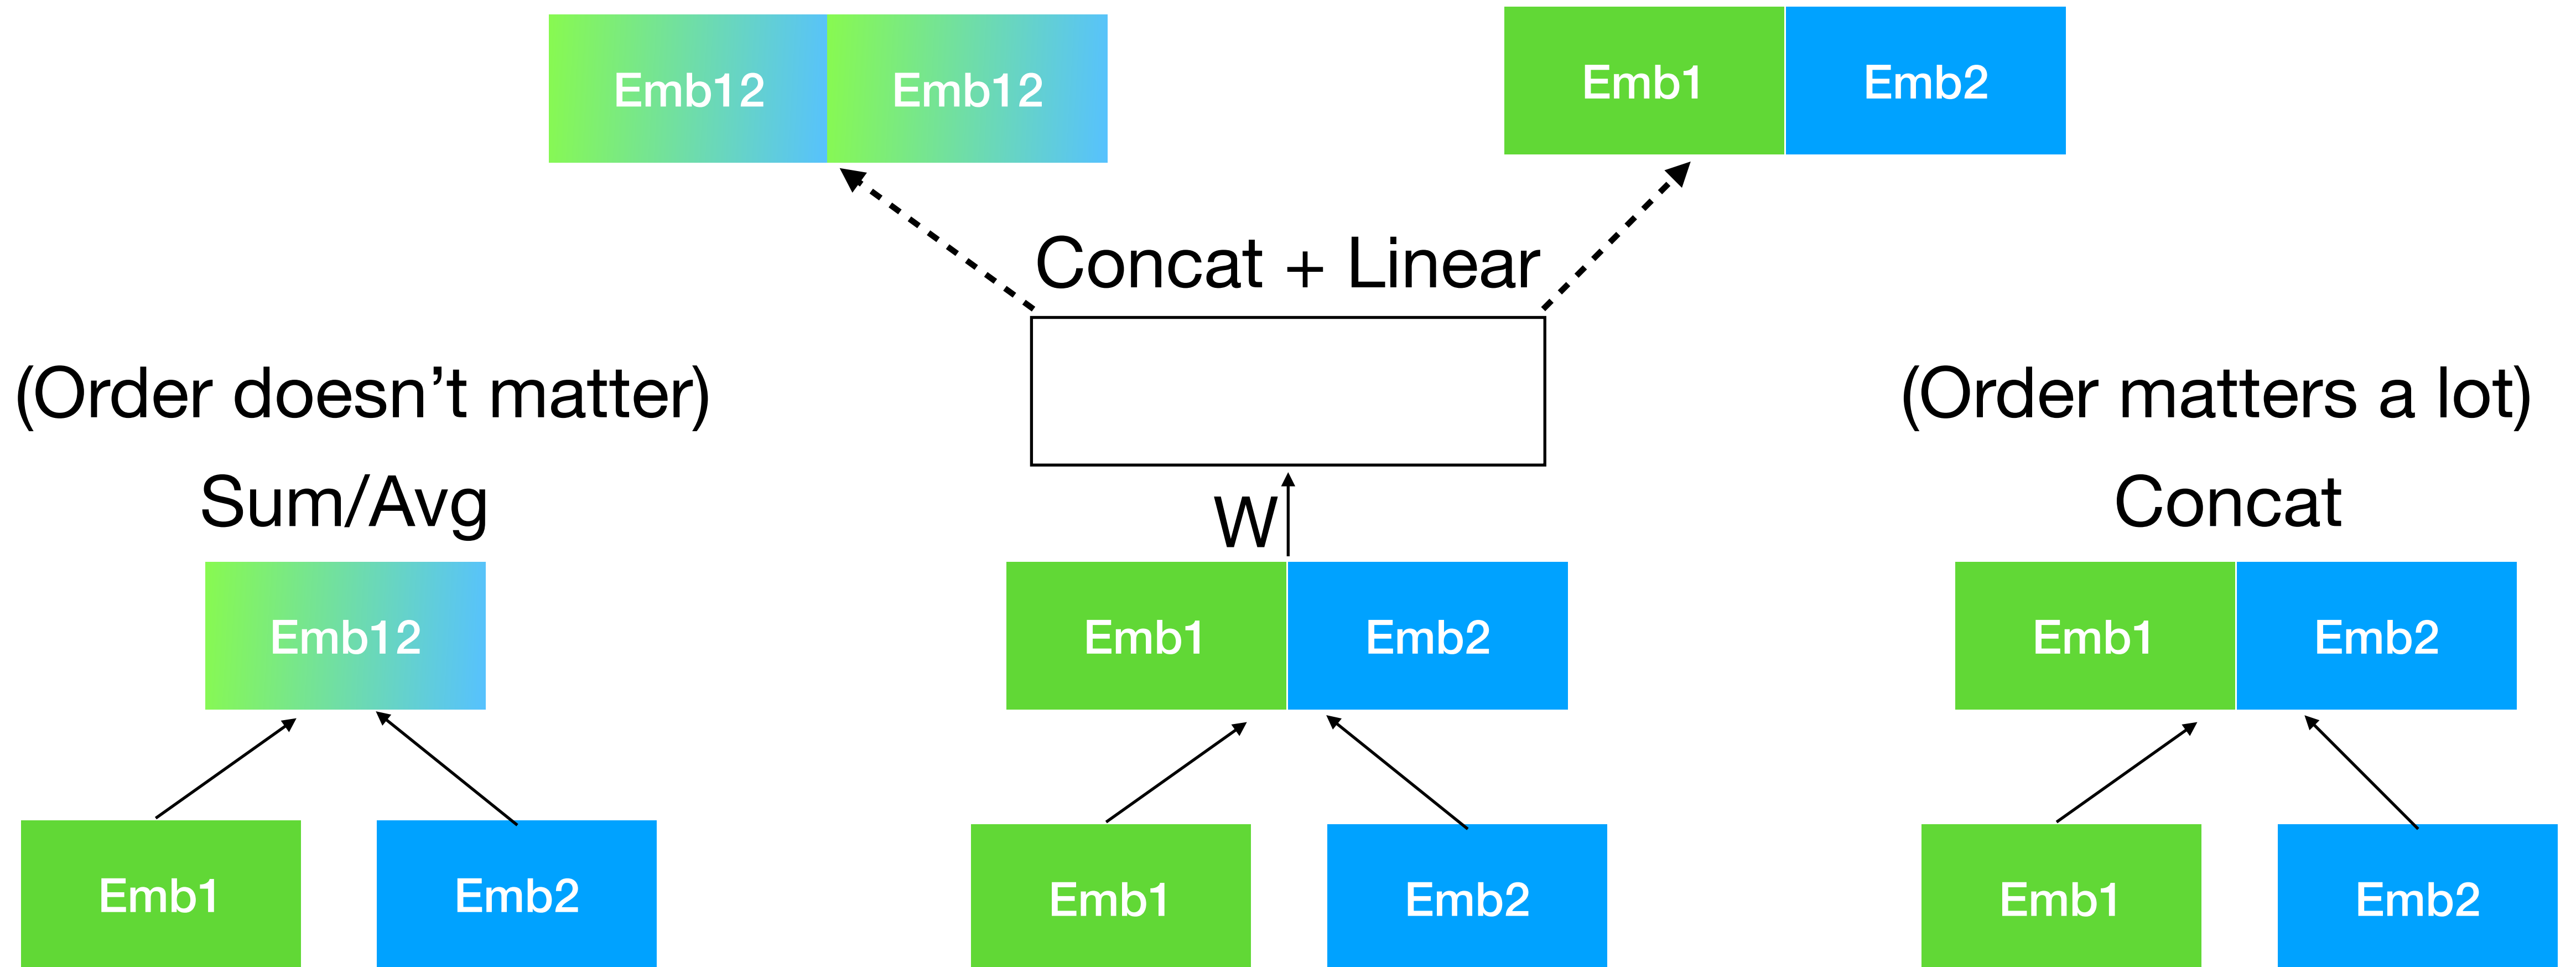 Emb12 Emb12 Emb1 Emb2
Concat + Linear
(Order doesn’t matter) (Order matters a lot)
Sum/Avg W Concat
Emb12 Emb1 Emb2 Emb1 Emb2
Emb1 Emb2 Emb1 Emb2 Emb1 Emb2